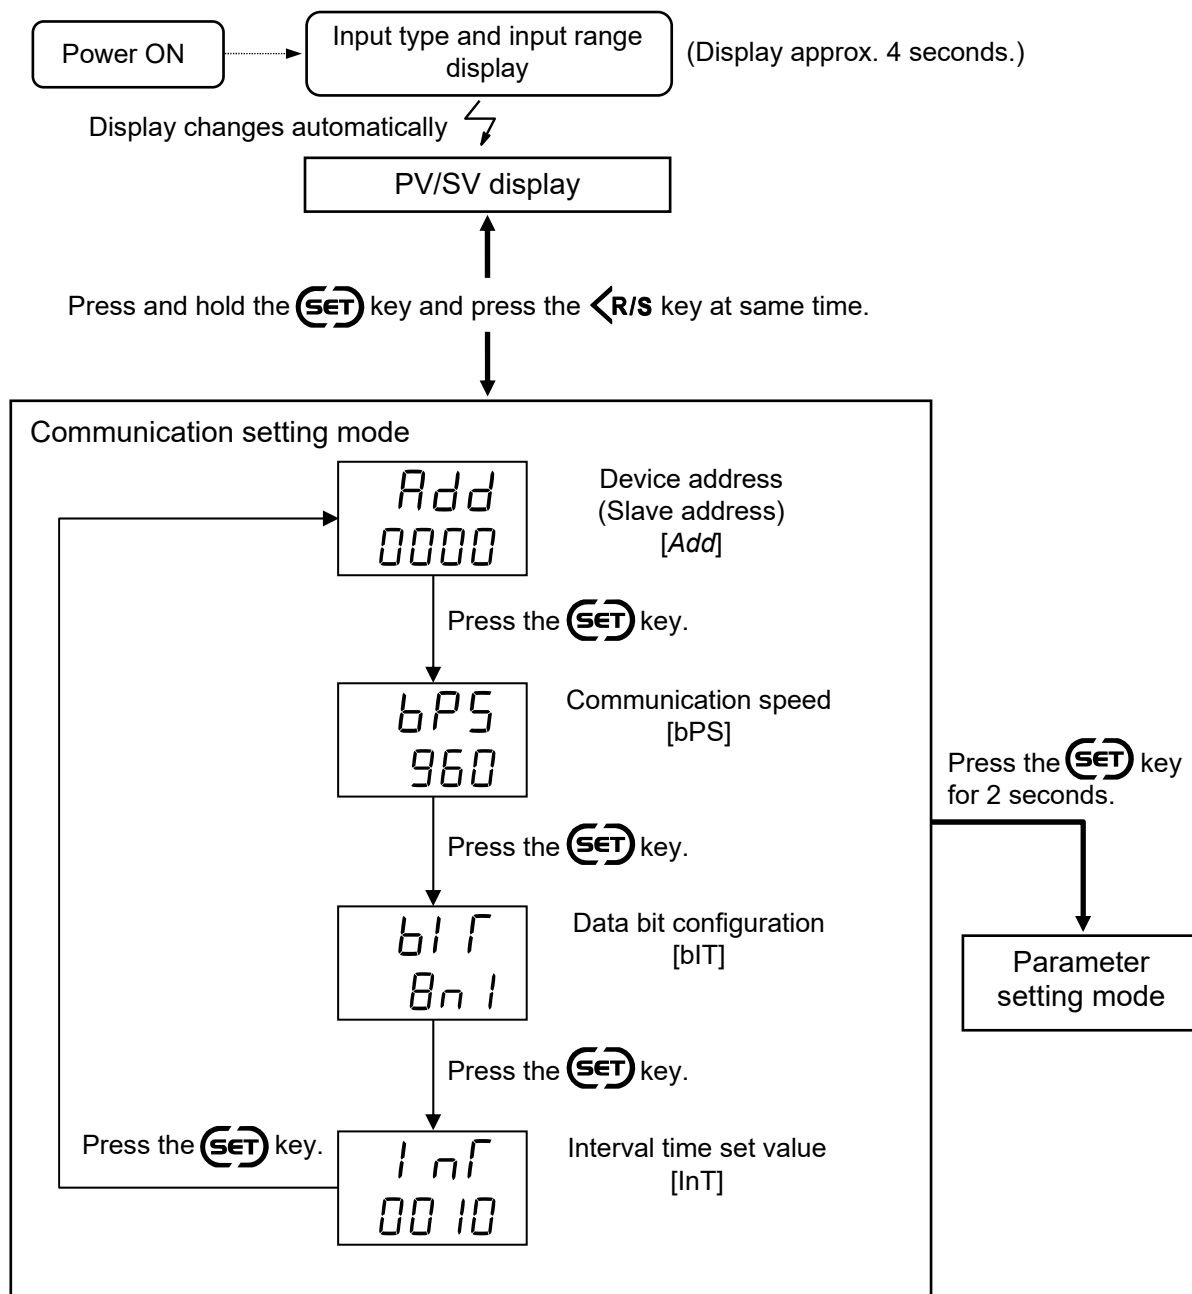 Power ON
Input type and input range
display
(Display approx. 4 seconds.)
Display changes automatically
PV/SV display
Press and hold the SET key and press the <R/S key at same time.
Communication setting mode
Add
0000
Device address
(Slave address)
[Add]
Press the SET key.
bPS
960
Communication speed
[bPS]
Press the SET key
for 2 seconds.
Press the SET key.
bIT
8n1
Data bit configuration
[bIT]
Parameter
setting mode
Press the SET key.
Press the SET key.
InT
0010
Interval time set value
[InT]